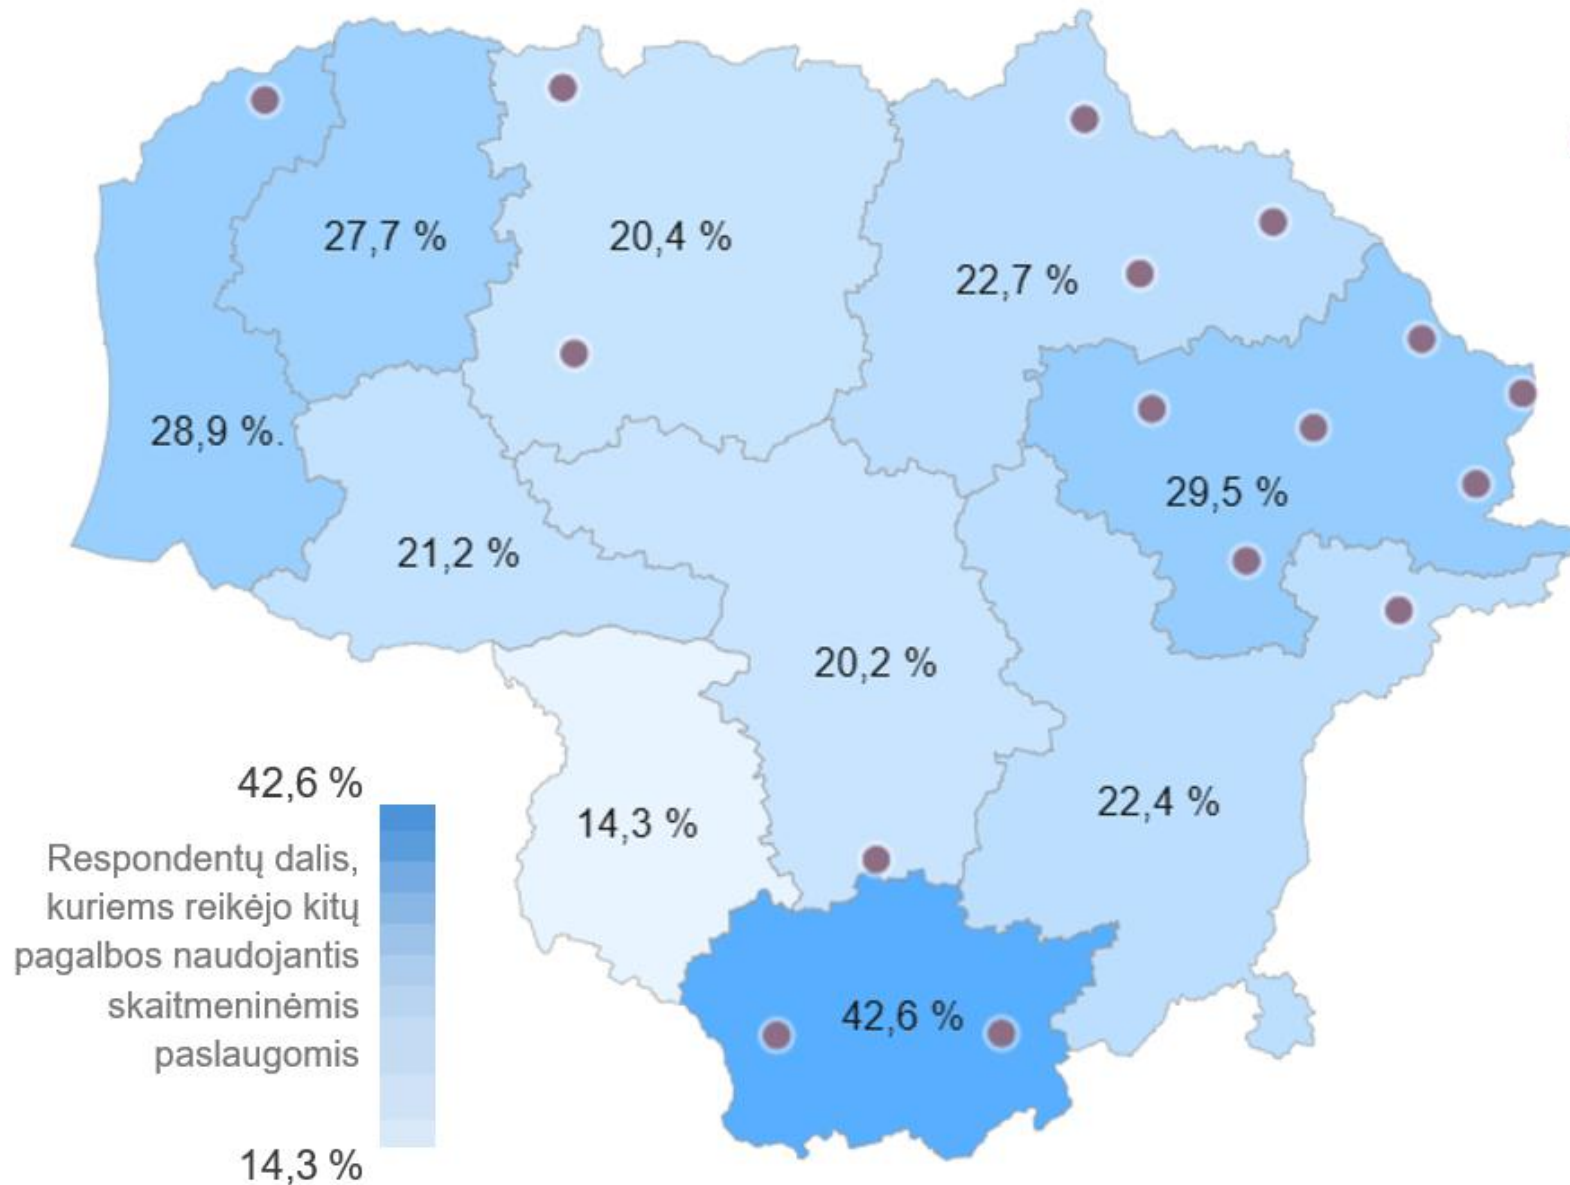 27,7 %
20,4 %
22,7 %
28,9 %.
29,5 %
21,2 %
20,2 %
14,3 %
22,4 %
42,6 %
42,6 %
Respondentų dalis,
kuriems reikėjo kitų
pagalbos naudojantis
skaitmeninėmis
paslaugomis
14,3 %